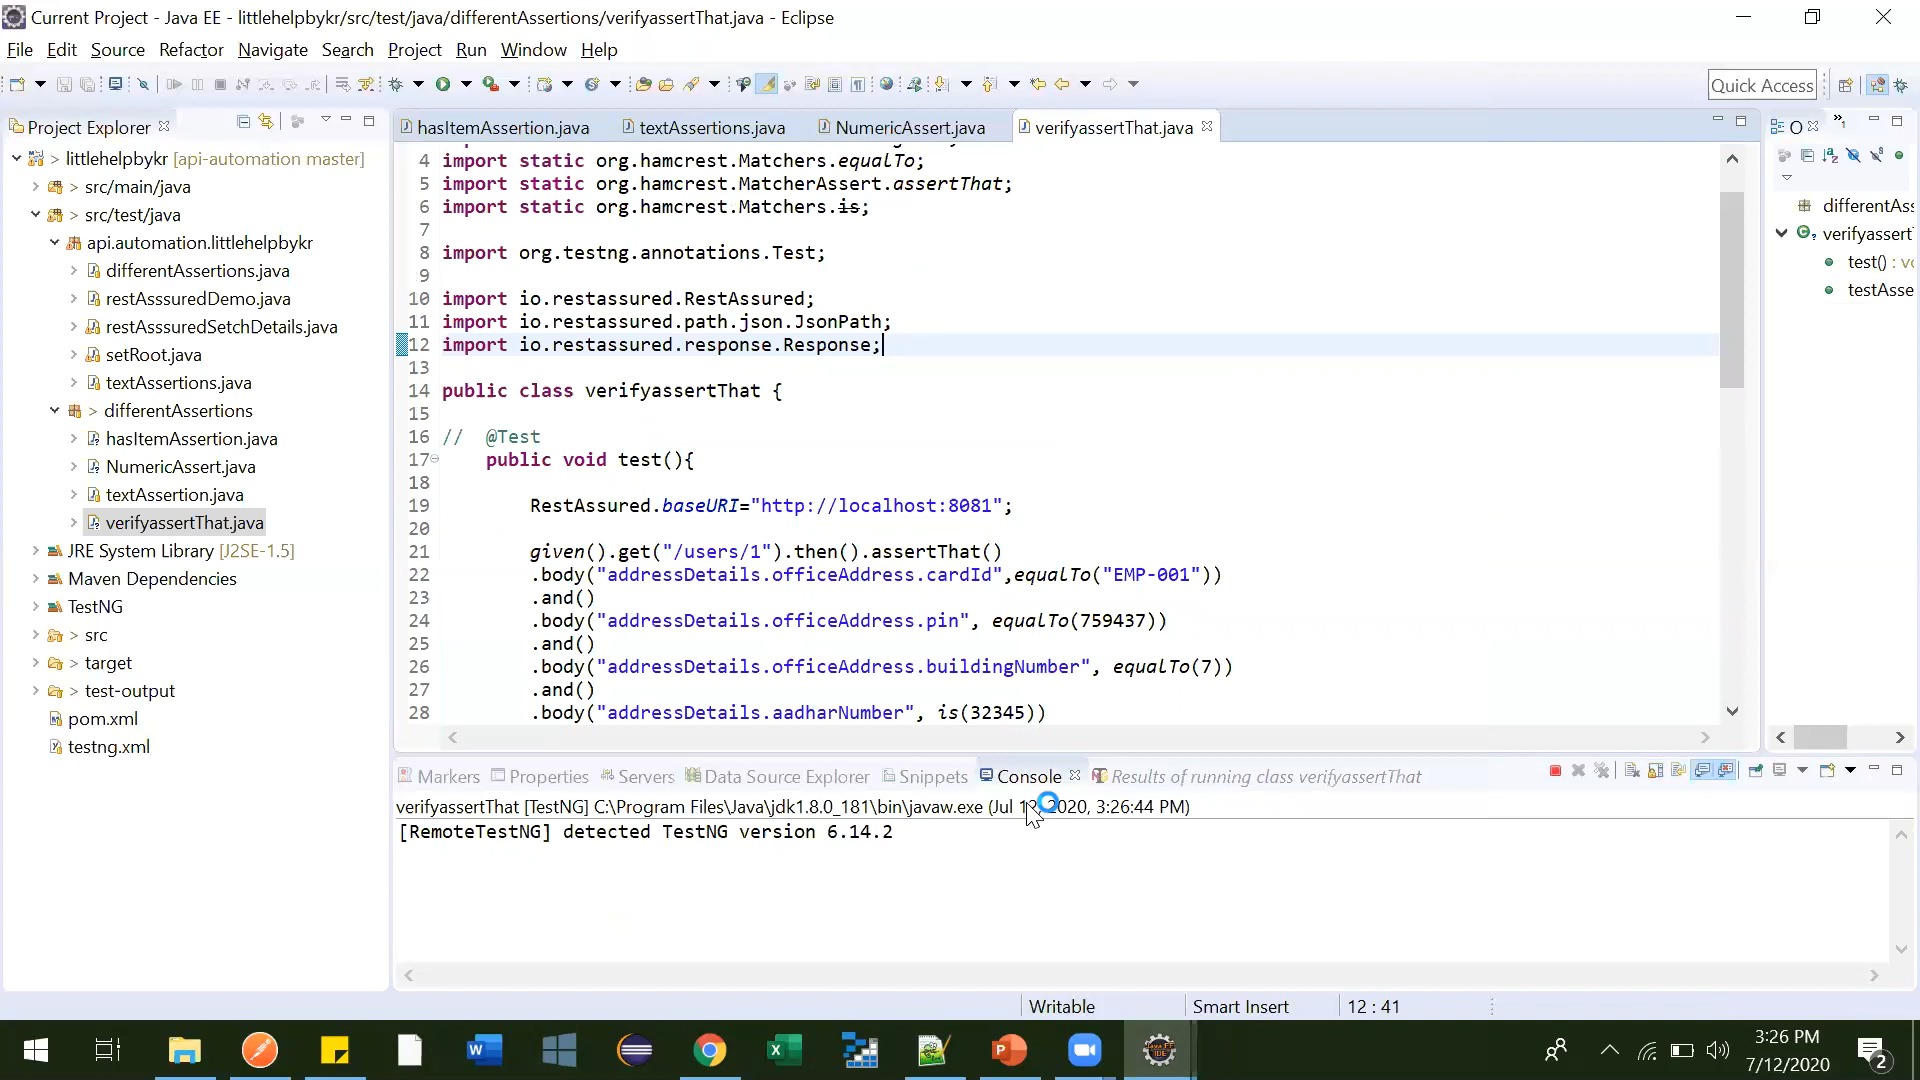 Current Project - Java EE - littlehelpbykr/src/test/java/differentAssertions/verifyassertThat.java - Eclipse
File Edit Source Refactor Navigate Search Project Run Window Help
Quick Access
Project Explorer
littlehelpbykr [api-automation master]
> src/main/java
> src/test/java
api.automation.littlehelpbykr
differentAssertions.java
restAsssuredDemo.java
restAsssuredSetchDetails.java
setRoot.java
textAssertions.java
> differentAssertions
hasItemAssertion.java
NumericAssert.java
textAssertion.java
verifyassertThat.java
JRE System Library [J2SE-1.5]
Maven Dependencies
TestNG
> src
> target
> test-output
pom.xml
testng.xml
hasItemAssertion.java textAssertions.java NumericAssert.java verifyassertThat.java
4 import static org.hamcrest.Matchers.equalTo;
5 import static org.hamcrest.MatcherAssert.assertThat;
6 import static org.hamcrest.Matchers.is;
7
8 import org.testng.annotations.Test;
9
10 import io.restassured.RestAssured;
11 import io.restassured.path.json.JsonPath;
12 import io.restassured.response.Response;
13
14 public class verifyassertThat {
15
16 // @Test
17 public void test(){
18
19 RestAssured.baseURI="http://localhost:8081";
20
21 given().get("/users/1").then().assertThat()
22 .body("addressDetails.officeAddress.cardId",equalTo("EMP-001"))
23 .and()
24 .body("addressDetails.officeAddress.pin", equalTo(759437))
25 .and()
26 .body("addressDetails.officeAddress.buildingNumber", equalTo(7))
27 .and()
28 .body("addressDetails.aadharNumber", is(32345))
O
differentAss
verifyassertT
test() : vo
testAsse
Markers Properties Servers Data Source Explorer Snippets Console Results of running class verifyassertThat
verifyassertThat [TestNG] C:\Program Files\Java\jdk1.8.0_181\bin\javaw.exe (Jul 12, 2020, 3:26:44 PM)
[RemoteTestNG] detected TestNG version 6.14.2
Writable Smart Insert 12 : 41
3:26 PM
7/12/2020
2